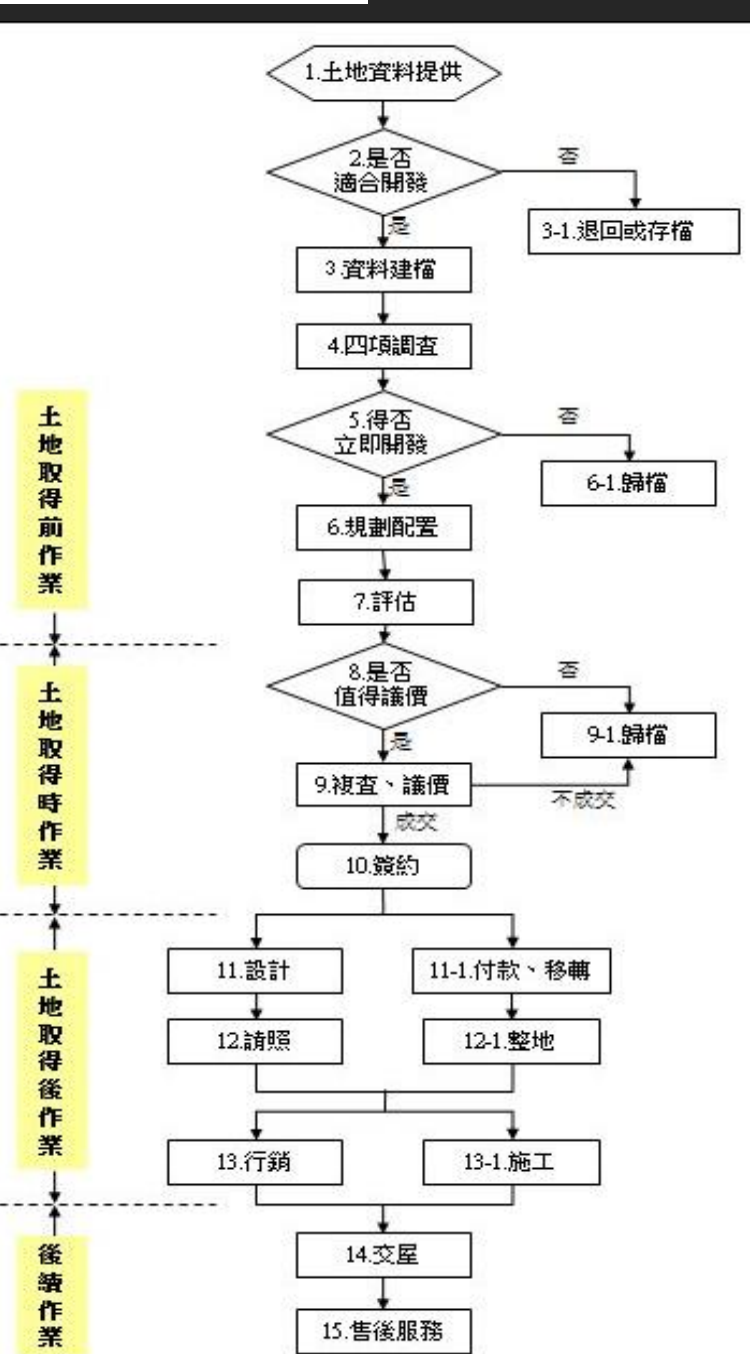 1.土地資料提供
2.是否
適合開發
否
是
3-1.退回或存檔
3.資料建檔
4.四項調查
5.得否
立即開發
否
是
6-1.歸檔
6.規劃配置
7.評估
8.是否
值得議價
否
是
9-1.歸檔
9.複查、議價
不成交
成交
10.簽約
11.設計
11-1.付款、移轉
12.請照
12-1.整地
13.行銷
13-1.施工
14.交屋
15.售後服務
土地取得前作業
土地取得時作業
土地取得後作業
後續作業